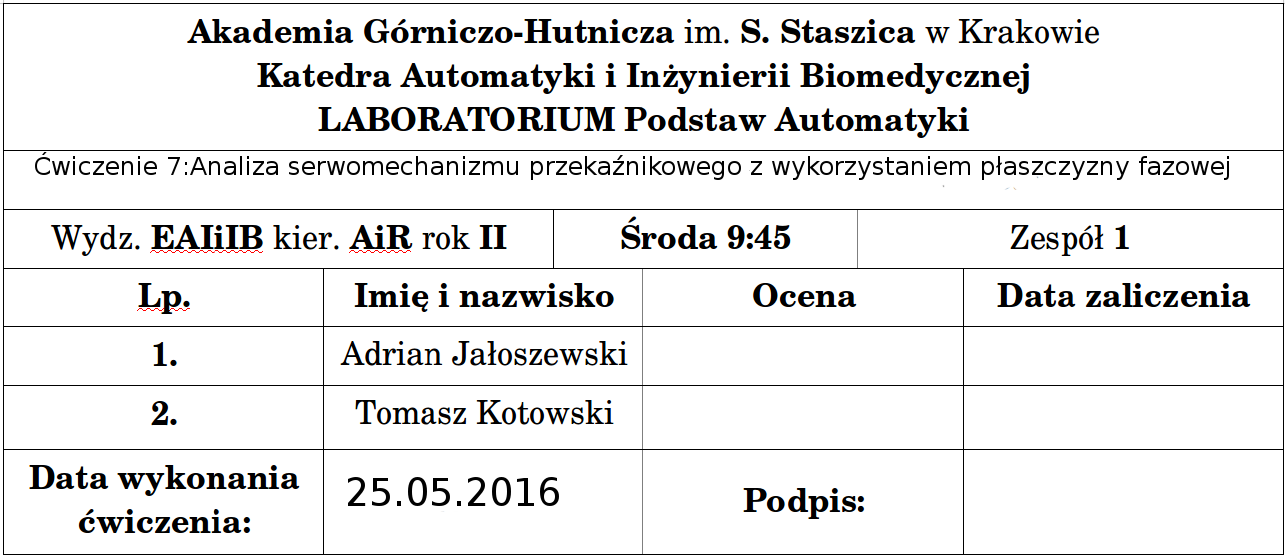 Akademia Górniczo-Hutnicza im. S. Staszica w Krakowie
Katedra Automatyki i Inżynierii Biomedycznej
LABORATORIUM Podstaw Automatyki
Ćwiczenie 7:Analiza serwomechanizmu przekaźnikowego z wykorzystaniem płaszczyzny fazowej
Wydz. EAIiIB kier. AiR rok II Środa 9:45 Zespół 1
Lp. Imię i nazwisko Ocena Data zaliczenia
1. Adrian Jałoszewski
2. Tomasz Kotowski
Data wykonania
ćwiczenia:
25.05.2016
Podpis: